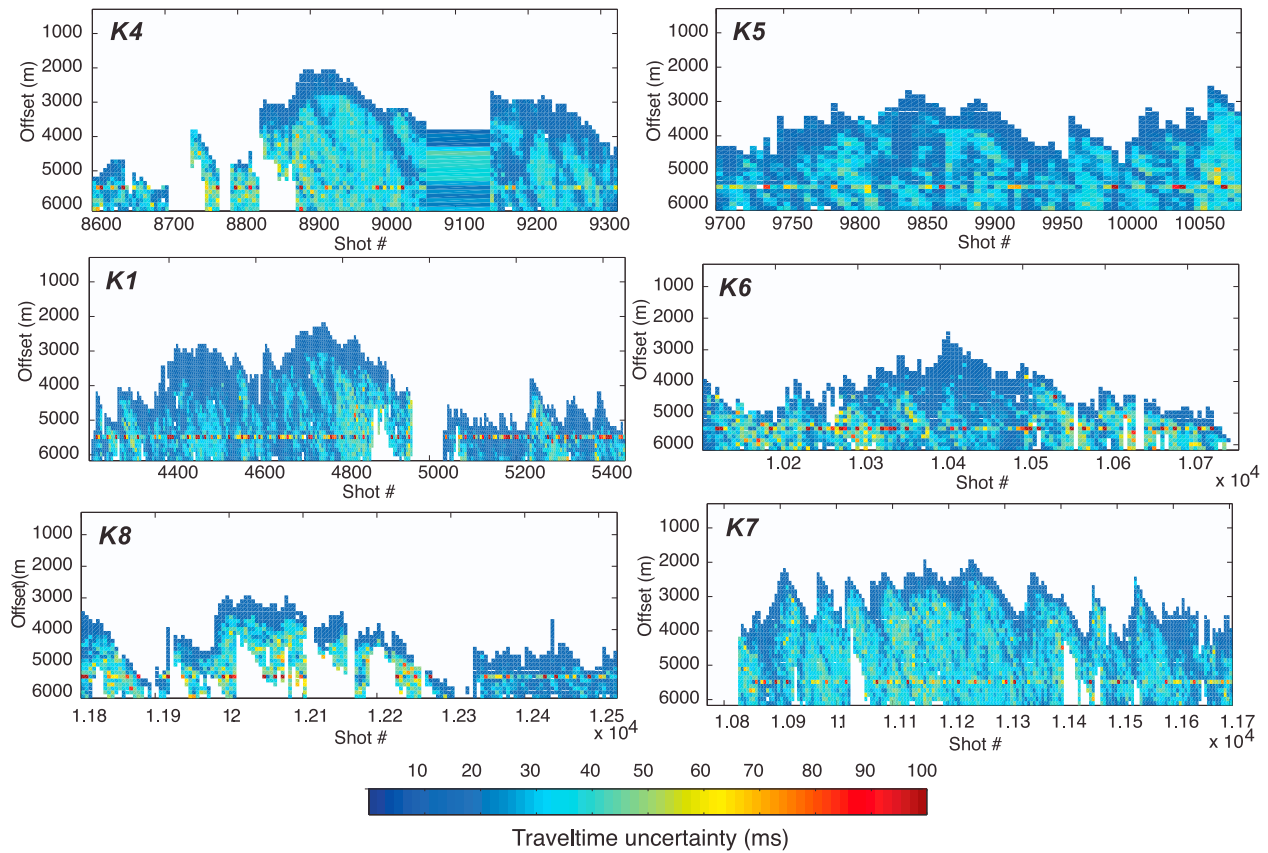 K4
Offset (m)
1000
2000
3000
4000
5000
6000
8600 8700 8800 8900 9000 9100 9200 9300
Shot #
K5
Offset (m)
1000
2000
3000
4000
5000
6000
9700 9750 9800 9850 9900 9950 10000 10050
Shot #
K1
Offset (m)
1000
2000
3000
4000
5000
6000
4400 4600 4800 5000 5200 5400
Shot #
K6
Offset (m)
1000
2000
3000
4000
5000
6000
1.02 1.03 1.04 1.05 1.06 1.07
Shot #
x 10^4
K8
Offset)(m
1000
2000
3000
4000
5000
6000
1.18 1.19 12 1.21 1.22 1.23 1.24 1.25
Shot #
x 10^4
K7
Offset (m)
1000
2000
3000
4000
5000
6000
1.08 1.09 11 1.11 1.12 1.13 1.14 1.15 1.16 1.17
Shot #
x 10^4
10 20 30 40 50 60 70 80 90 100
Traveltime uncertainty (ms)